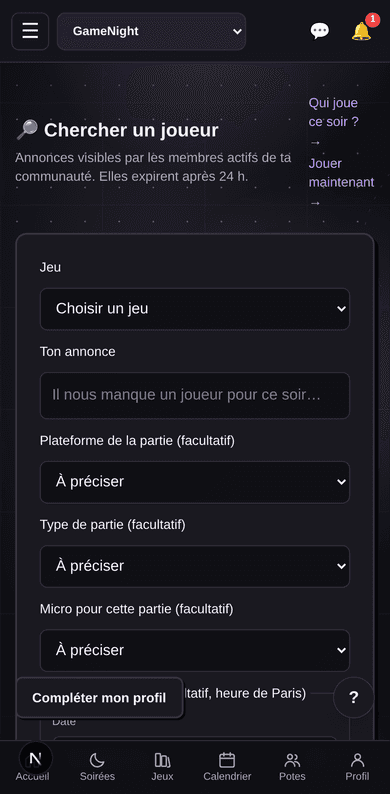 GameNight
1
🔎 Chercher un joueur
Annonces visibles par les membres actifs de ta
communauté. Elles expirent après 24 h.
Qui joue
ce soir ?
→
Jouer
maintenant
→
Jeu
Choisir un jeu
Ton annonce
Il nous manque un joueur pour ce soir…
Plateforme de la partie (facultatif)
À préciser
Type de partie (facultatif)
À préciser
Micro pour cette partie (facultatif)
À préciser
ltatif, heure de Paris)
Compléter mon profil
?
Date
N
Accueil
Soirées
Jeux
Calendrier
Potes
Profil